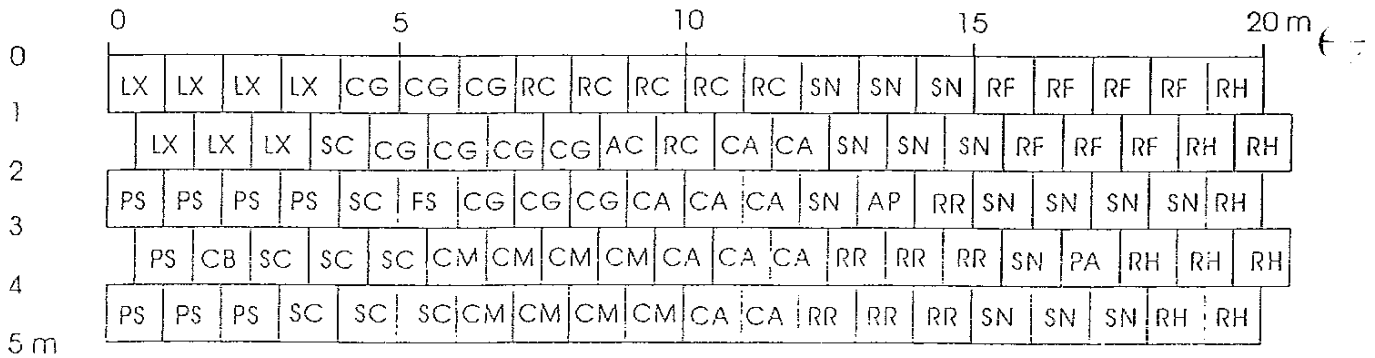 0 5 10 15 20 m
0
LX LX LX LX CG CG CG RC RC RC RC RC SN SN SN RF RF RF RF RH
1
LX LX LX SC CG CG CG CG AC RC CA CA SN SN SN RF RF RF RH RH
2
PS PS PS PS SC FS CG CG CG CA CA CA SN AP RR SN SN SN SN RH
3
PS CB SC SC SC CM CM CM CM CA CA CA RR RR RR SN PA RH RH RH
4
PS PS PS SC SC SC CM CM CM CM CA CA RR RR RR SN SN SN RH RH
5 m